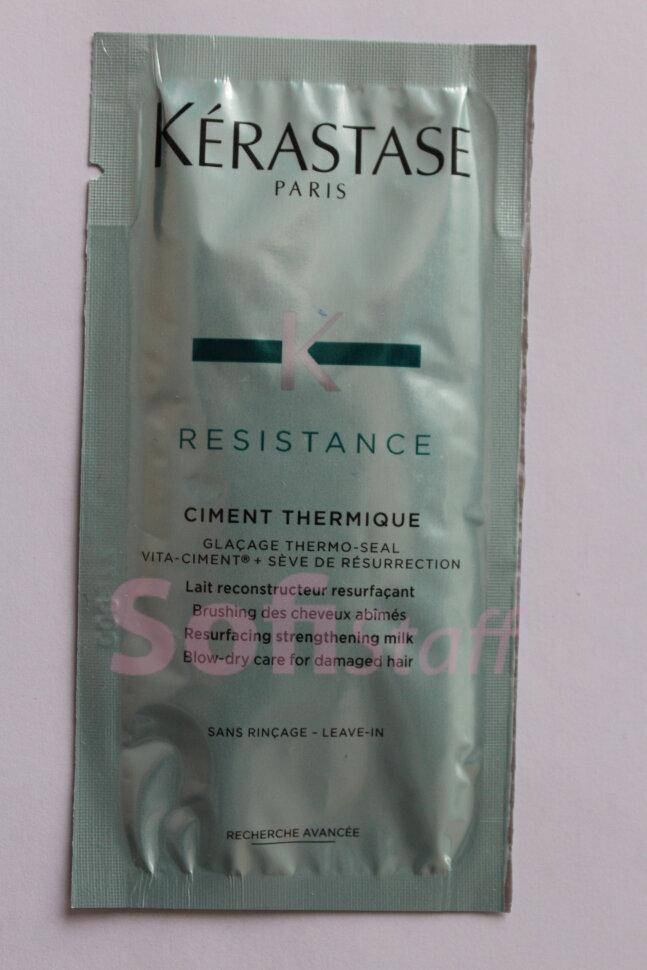 KÉRASTASE
PARIS
K
RESISTANCE
CIMENT THERMIQUE
GLAÇAGE THERMO-SEAL
VITA-CIMENT® + SÈVE DE RÉSURRECTION
Lait reconstructeur resurfaçant
Brushing des cheveux abîmés
Resurfacing strengthening milk
Blow-dry care for damaged hair
Sofistaff
SANS RINÇAGE - LEAVE-IN
RECHERCHE AVANCÉE